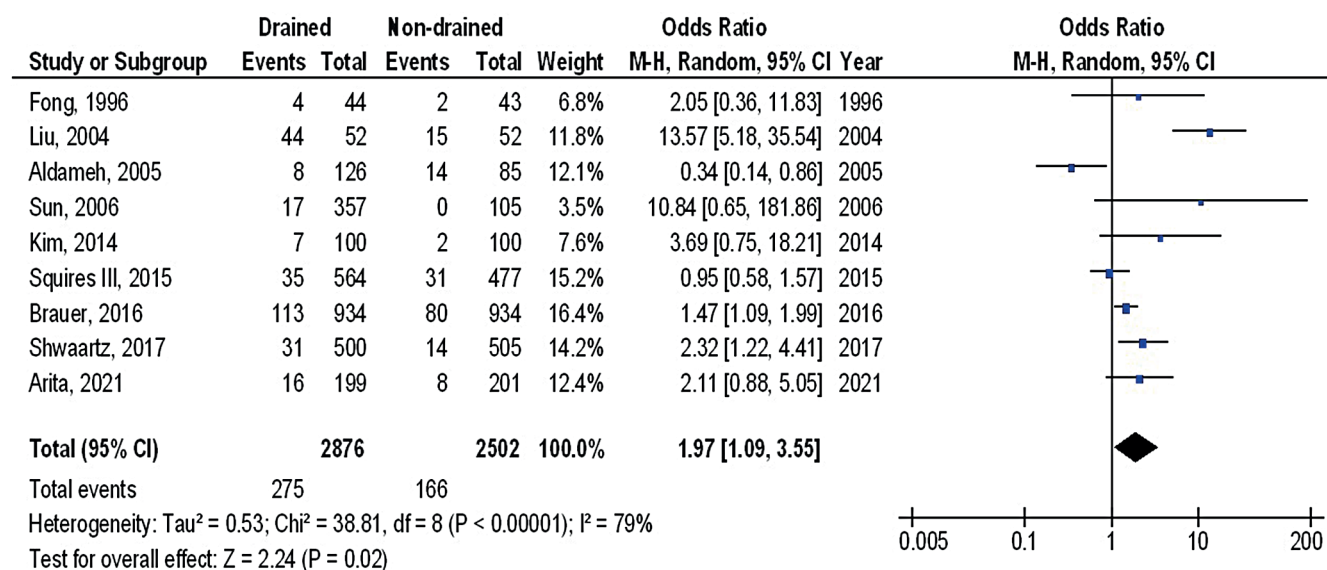 Drained Non-drained Odds Ratio Odds Ratio
Study or Subgroup Events Total Events Total Weight M-H, Random, 95% CI Year M-H, Random, 95% CI
Fong, 1996 4 44 2 43 6.8% 2.05 [0.36, 11.83] 1996
Liu, 2004 44 52 15 52 11.8% 13.57 [5.18, 35.54] 2004
Aldameh, 2005 8 126 14 85 12.1% 0.34 [0.14, 0.86] 2005
Sun, 2006 17 357 0 105 3.5% 10.84 [0.65, 181.86] 2006
Kim, 2014 7 100 2 100 7.6% 3.69 [0.75, 18.21] 2014
Squires III, 2015 35 564 31 477 15.2% 0.95 [0.58, 1.57] 2015
Brauer, 2016 113 934 80 934 16.4% 1.47 [1.09, 1.99] 2016
Shwaartz, 2017 31 500 14 505 14.2% 2.32 [1.22, 4.41] 2017
Arita, 2021 16 199 8 201 12.4% 2.11 [0.88, 5.05] 2021
Total (95% CI) 2876 2502 100.0% 1.97 [1.09, 3.55]
Total events 275 166
Heterogeneity: Tau² = 0.53; Chi² = 38.81, df = 8 (P < 0.00001); I² = 79%
Test for overall effect: Z = 2.24 (P = 0.02)
0.005 0.1 1 10 200